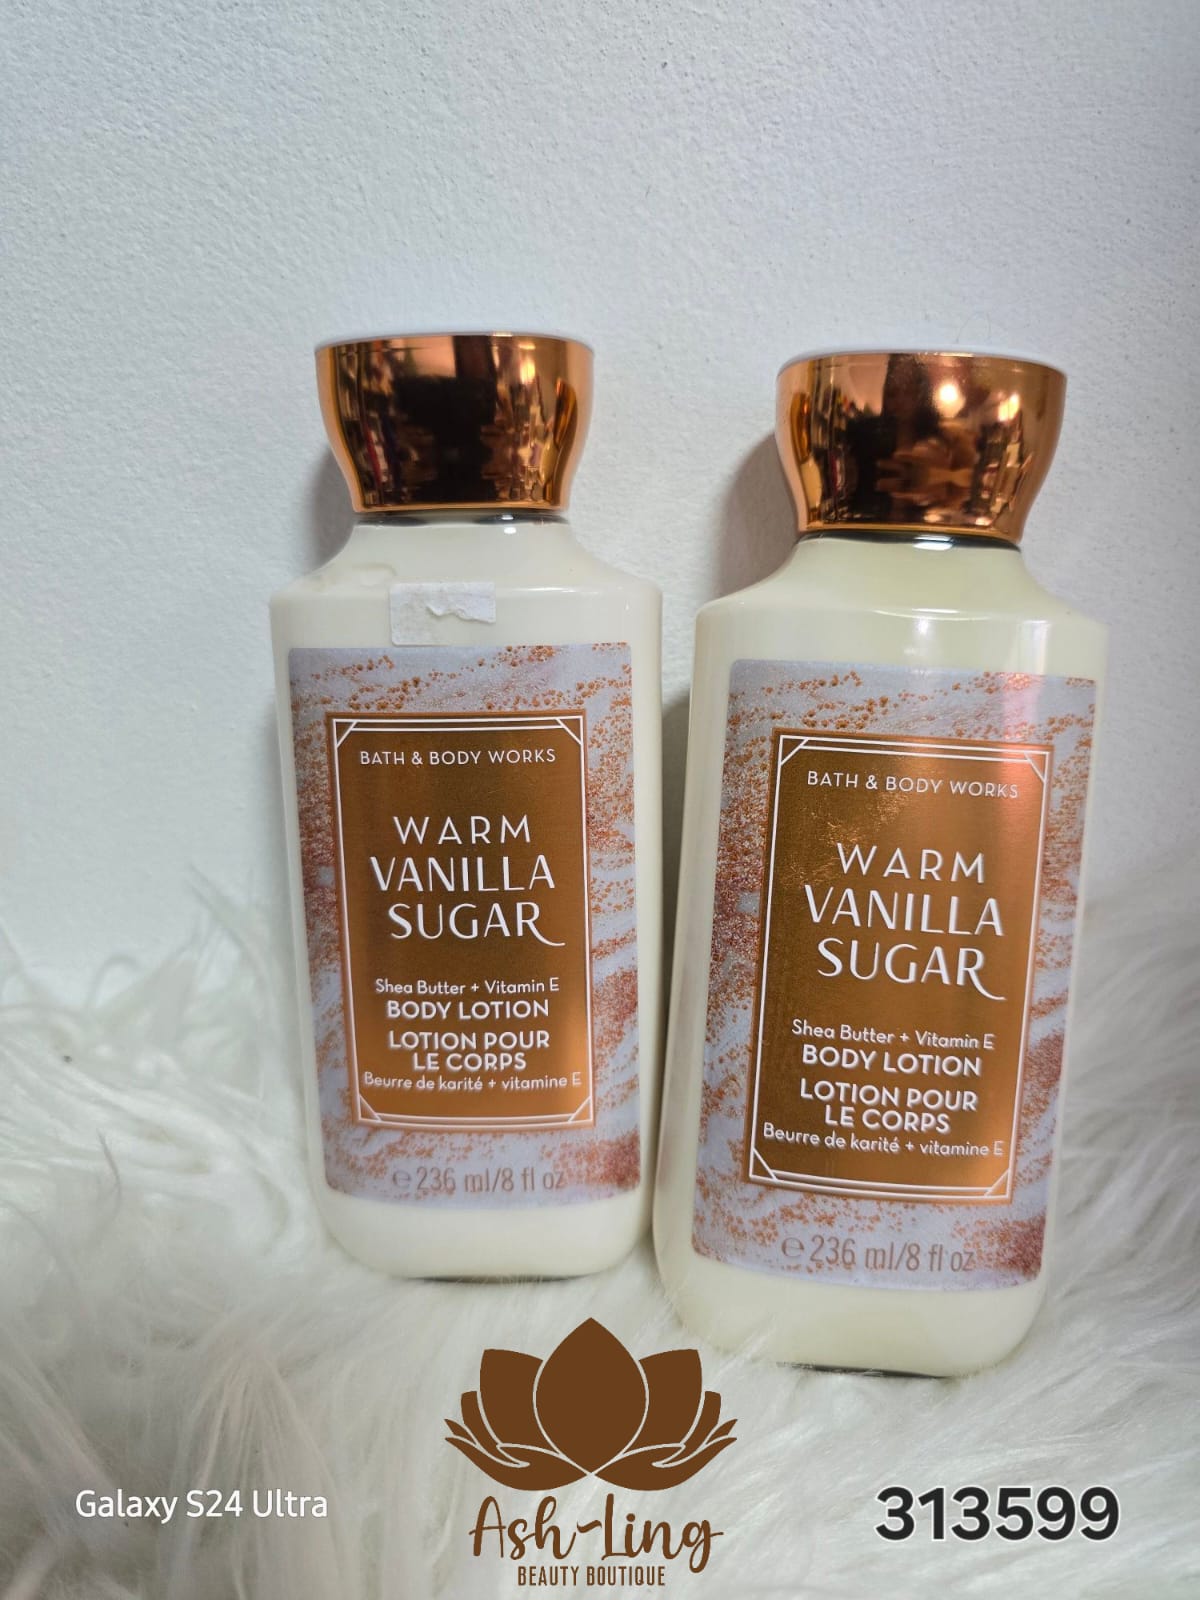 BATH & BODY WORKS
WARM
VANILLA
SUGAR
Shea Butter + Vitamin E
BODY LOTION
LOTION POUR
LE CORPS
Beurre de karité + vitamine E
e 236 ml/8 fl oz
BATH & BODY WORKS
WARM
VANILLA
SUGAR
Shea Butter + Vitamin E
BODY LOTION
LOTION POUR
LE CORPS
Beurre de karité + vitamine E
e 236 ml/8 fl oz
Galaxy S24 Ultra
Ash-Ling
BEAUTY BOUTIQUE
313599